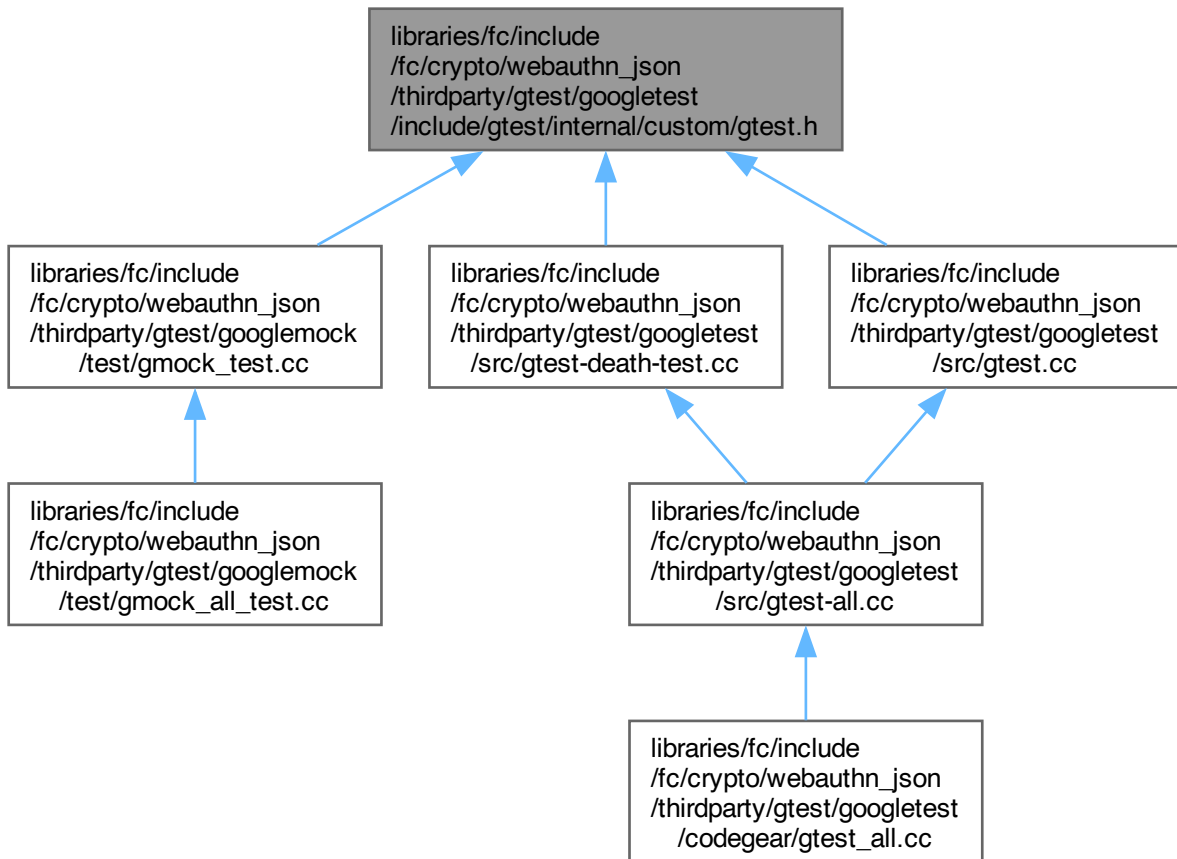 libraries/fc/include
/fc/crypto/webauthn_json
/thirdparty/gtest/googletest
/include/gtest/internal/custom/gtest.h
libraries/fc/include
/fc/crypto/webauthn_json
/thirdparty/gtest/googlemock
/test/gmock_test.cc
libraries/fc/include
/fc/crypto/webauthn_json
/thirdparty/gtest/googletest
/src/gtest-death-test.cc
libraries/fc/include
/fc/crypto/webauthn_json
/thirdparty/gtest/googletest
/src/gtest.cc
libraries/fc/include
/fc/crypto/webauthn_json
/thirdparty/gtest/googlemock
/test/gmock_all_test.cc
libraries/fc/include
/fc/crypto/webauthn_json
/thirdparty/gtest/googletest
/src/gtest-all.cc
libraries/fc/include
/fc/crypto/webauthn_json
/thirdparty/gtest/googletest
/codegear/gtest_all.cc